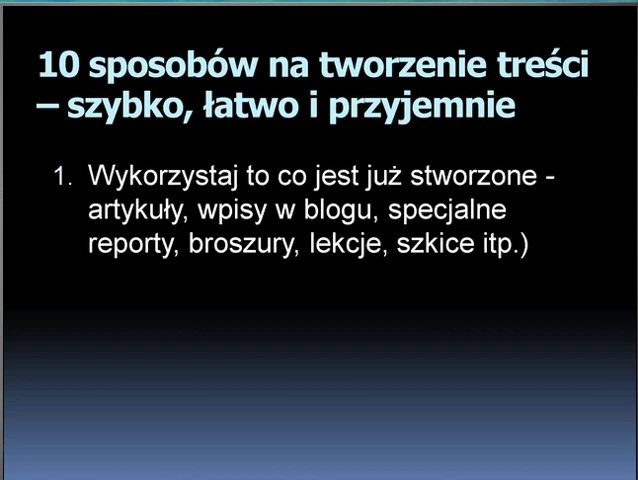 10 sposobów na tworzenie treści
– szybko, łatwo i przyjemnie
1. Wykorzystaj to co jest już stworzone -
artykuły, wpisy w blogu, specjalne
reporty, broszury, lekcje, szkice itp.)